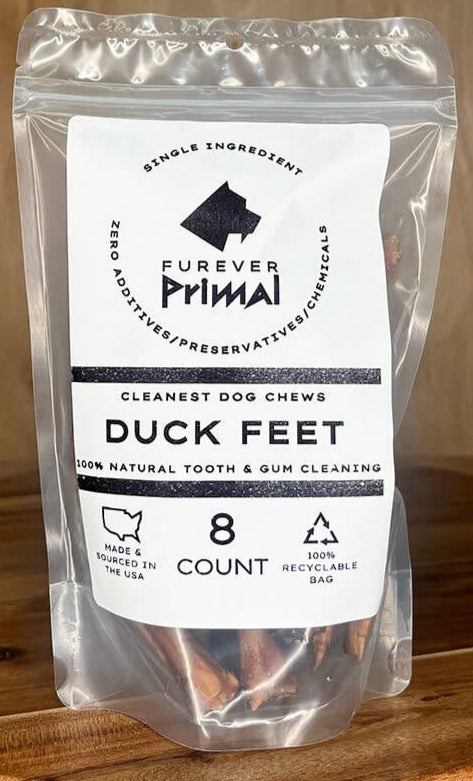 SINGLE INGREDIENT
FUREVER
Primal
ZERO ADDITIVES/PRESERVATIVES/CHEMICALS
CLEANEST DOG CHEWS
DUCK FEET
100% NATURAL TOOTH & GUM CLEANING
MADE &
SOURCED IN
THE USA
8
COUNT
100%
RECYCLABLE
BAG